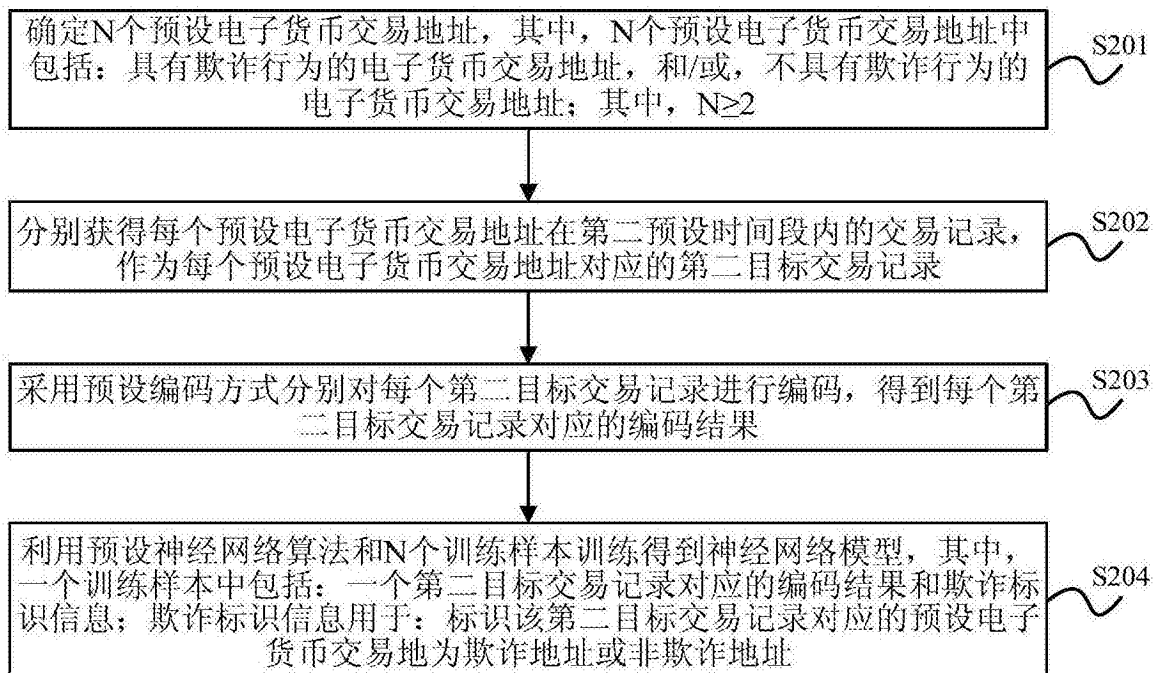 确定N个预设电子货币交易地址，其中，N个预设电子货币交易地址中
包括：具有欺诈行为的电子货币交易地址，和/或，不具有欺诈行为的
电子货币交易地址；其中，N≥2
S201
分别获得每个预设电子货币交易地址在第二预设时间段内的交易记录，
作为每个预设电子货币交易地址对应的第二目标交易记录
S202
采用预设编码方式分别对每个第二目标交易记录进行编码，得到每个第
二目标交易记录对应的编码结果
S203
利用预设神经网络算法和N个训练样本训练得到神经网络模型，其中，
一个训练样本中包括：一个第二目标交易记录对应的编码结果和欺诈标
识信息；欺诈标识信息用于：标识该第二目标交易记录对应的预设电子
货币交易地为欺诈地址或非欺诈地址
S204